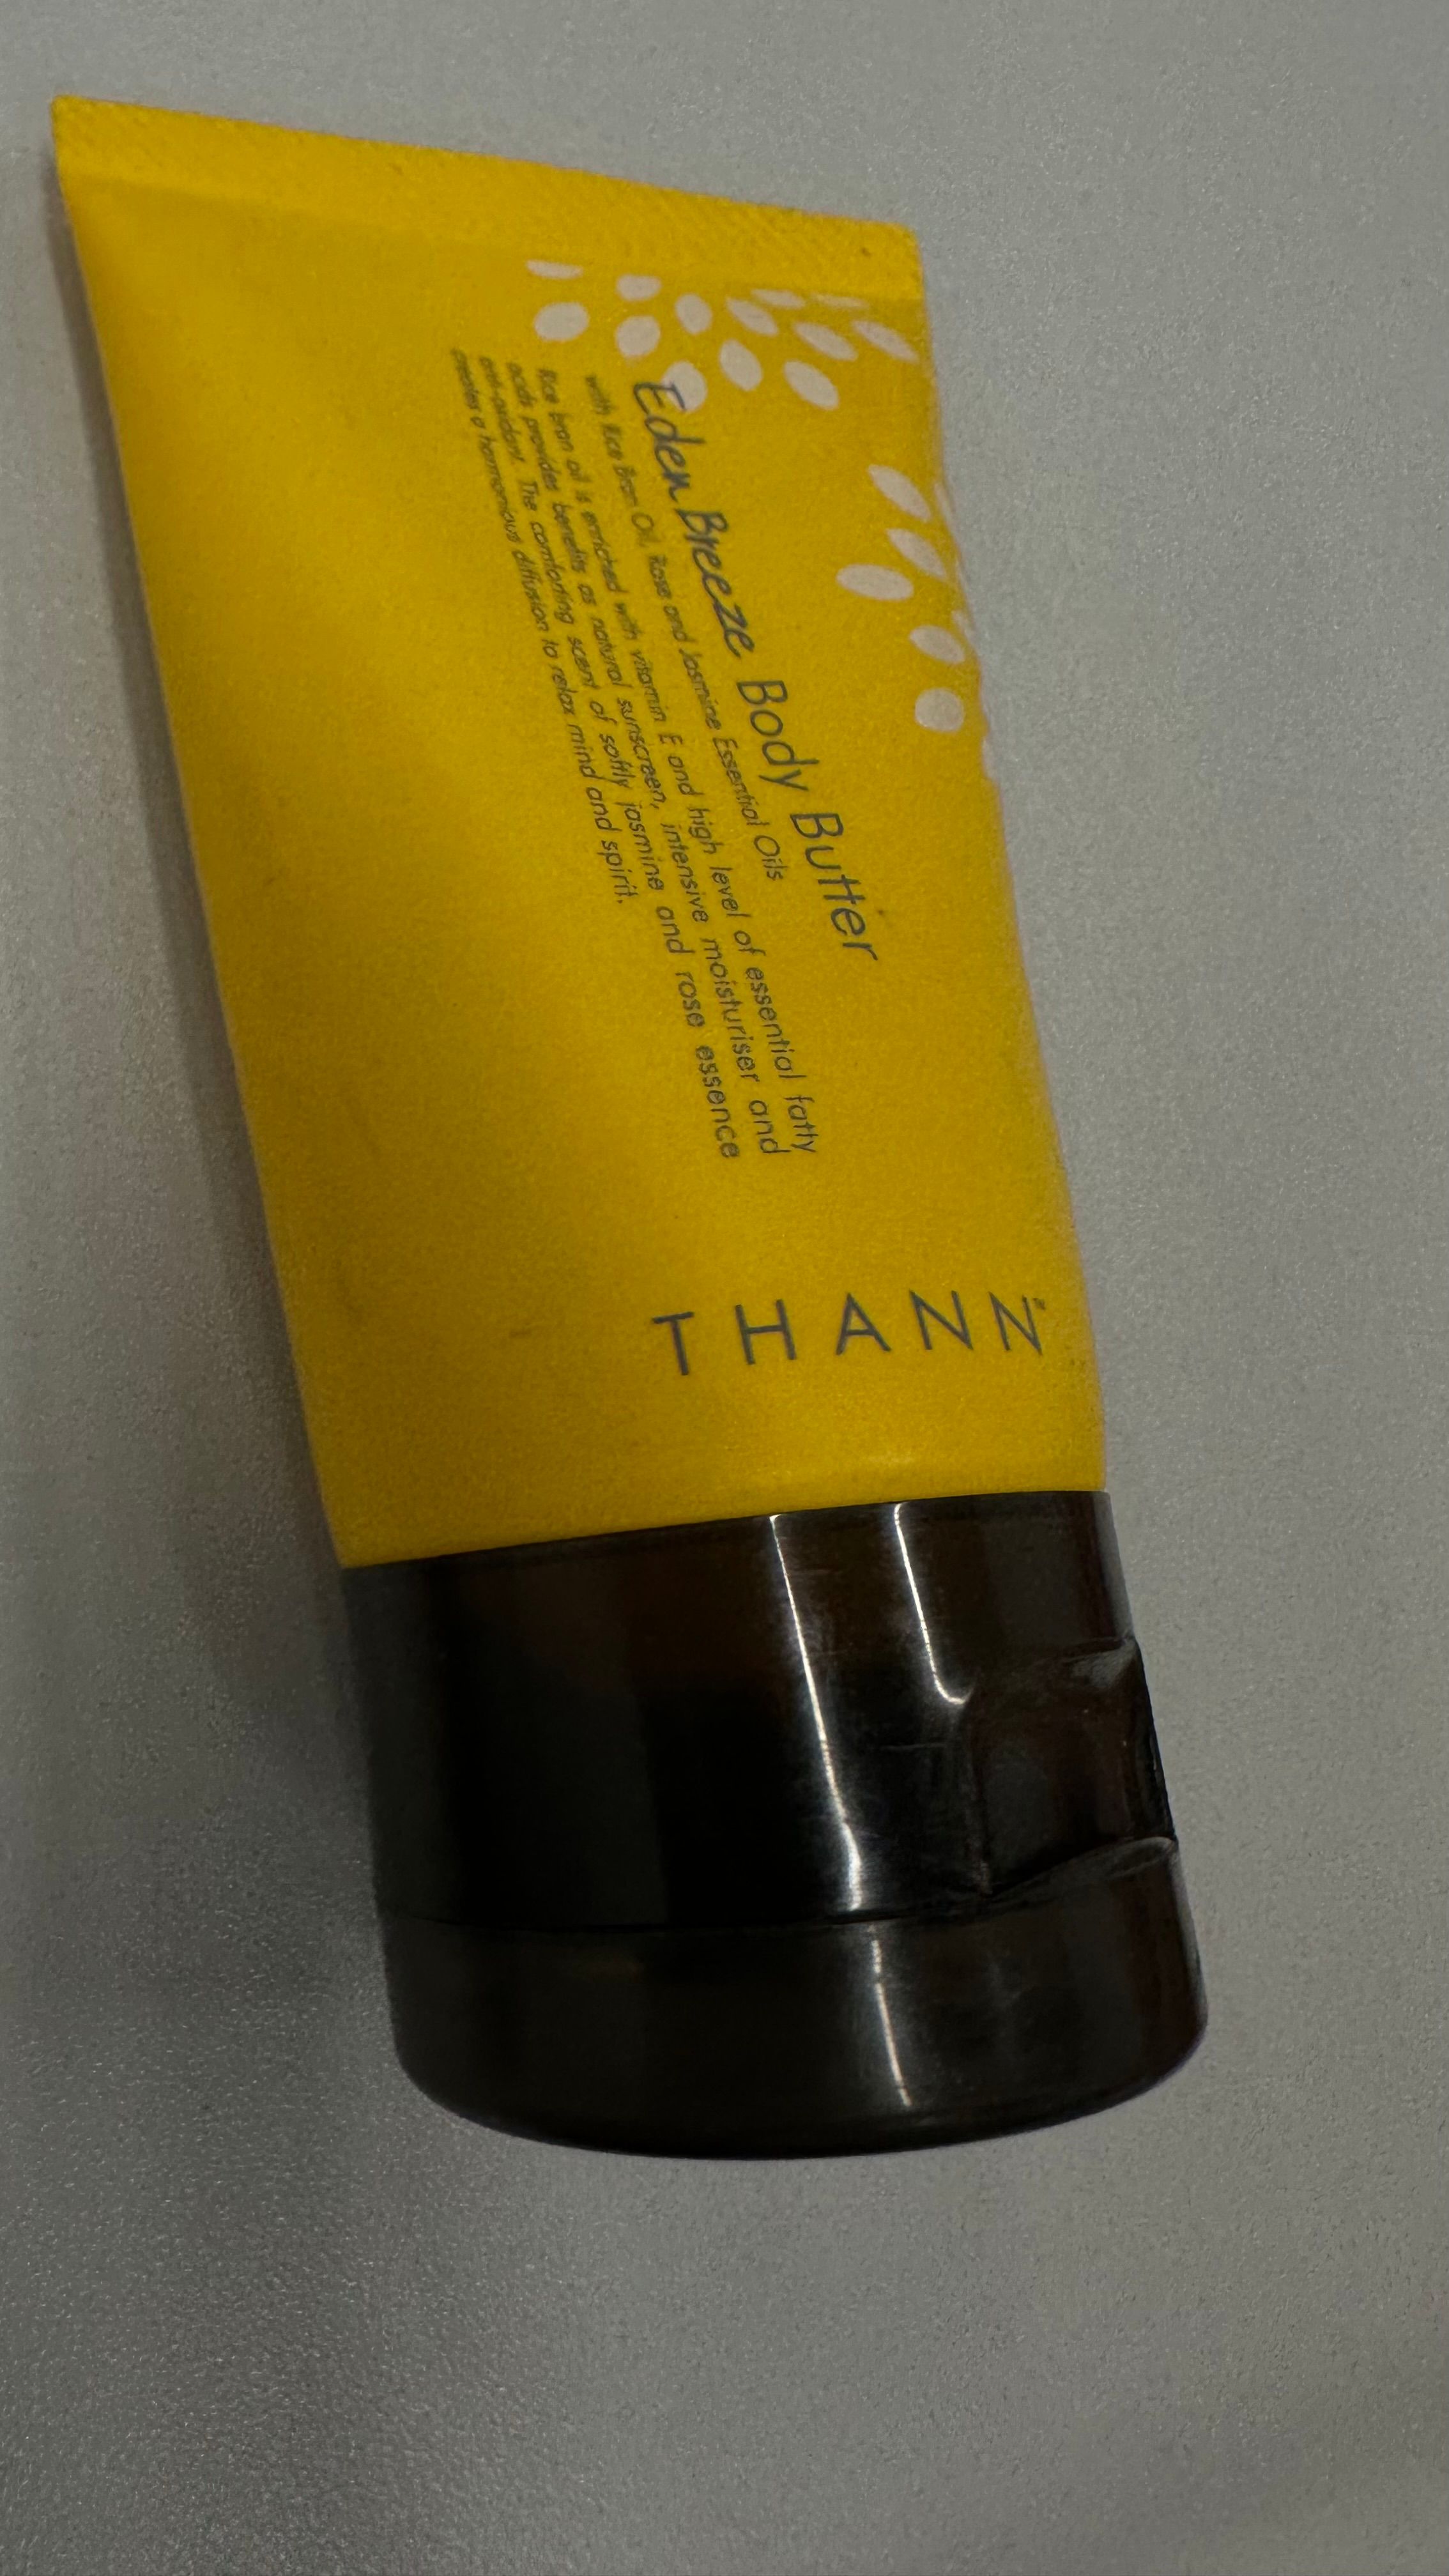 Eden Breeze Body Butter
with Rice Bran Oil, Rose and Jasmine Essential Oils
Rice bran oil is enriched with vitamin E and high level of essential fatty
acids provides benefits as natural sunscreen, intensive moisturiser and
anti-oxidant. The comforting scent of softly jasmine and rose essence
creates a harmonious diffusion to relax mind and spirit.
THANN™